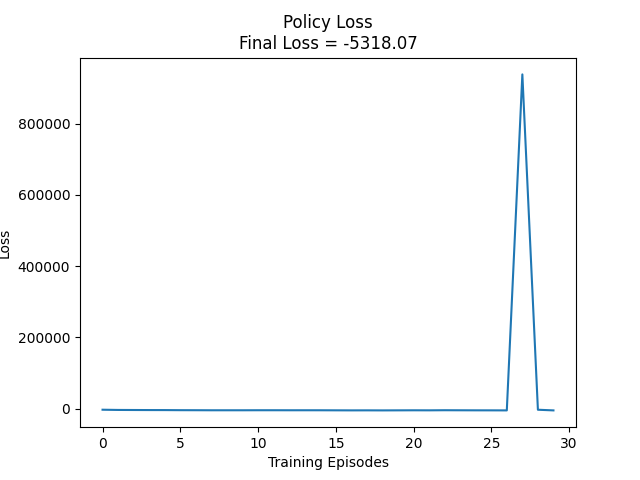 Policy Loss
Final Loss = -5318.07
800000
600000
400000
200000
0
Loss
0 5 10 15 20 25 30
Training Episodes